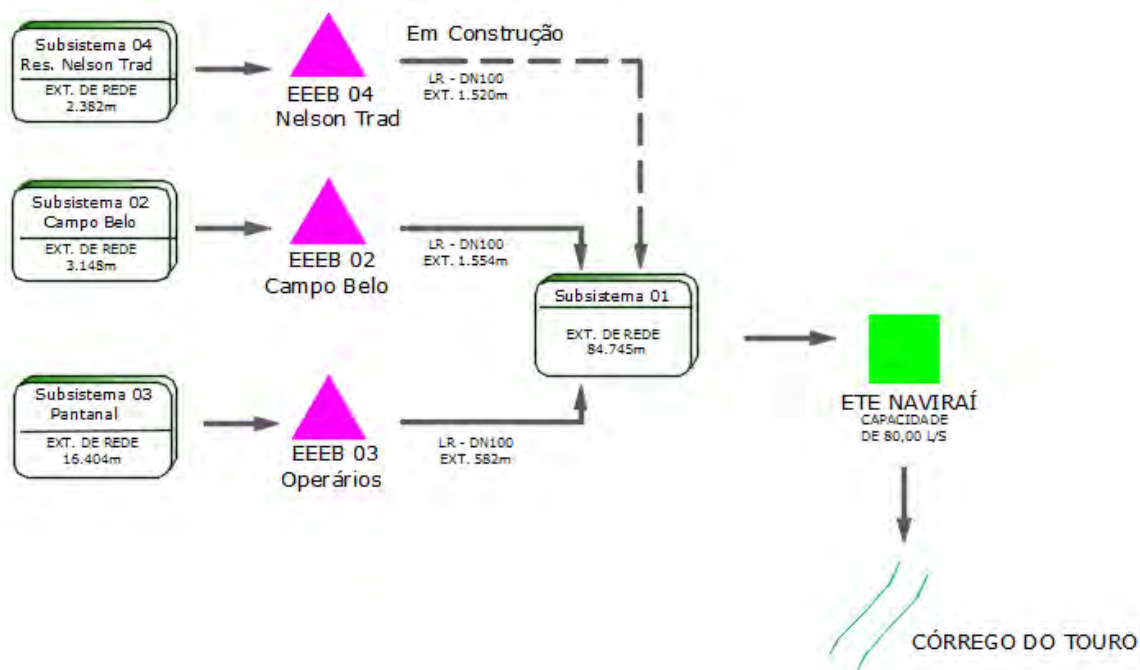 Subsistema 04
Res. Nelson Trad
EXT. DE REDE
2.382m
EEEB 04
Nelson Trad
Em Construção
LR - DN100
EXT. 1.520m
Subsistema 02
Campo Belo
EXT. DE REDE
3.148m
EEEB 02
Campo Belo
LR - DN100
EXT. 1.554m
Subsistema 01
EXT. DE REDE
84.745m
Subsistema 03
Pantanal
EXT. DE REDE
16.404m
EEEB 03
Operários
LR - DN100
EXT. 582m
ETE NAVIRAÍ
CAPACIDADE
DE 80,00 L/S
CÓRREGO DO TOURO